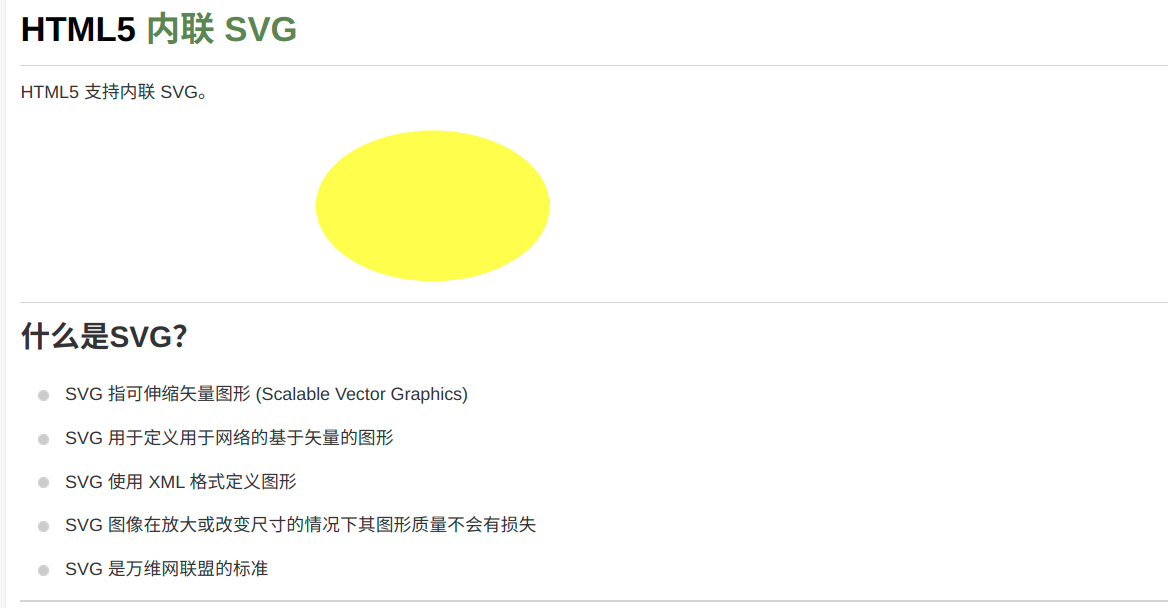 HTML5 内联 SVG
HTML5 支持内联 SVG。
什么是SVG?
SVG 指可伸缩矢量图形 (Scalable Vector Graphics)
SVG 用于定义用于网络的基于矢量的图形
SVG 使用 XML 格式定义图形
SVG 图像在放大或改变尺寸的情况下其图形质量不会有损失
SVG 是万维网联盟的标准